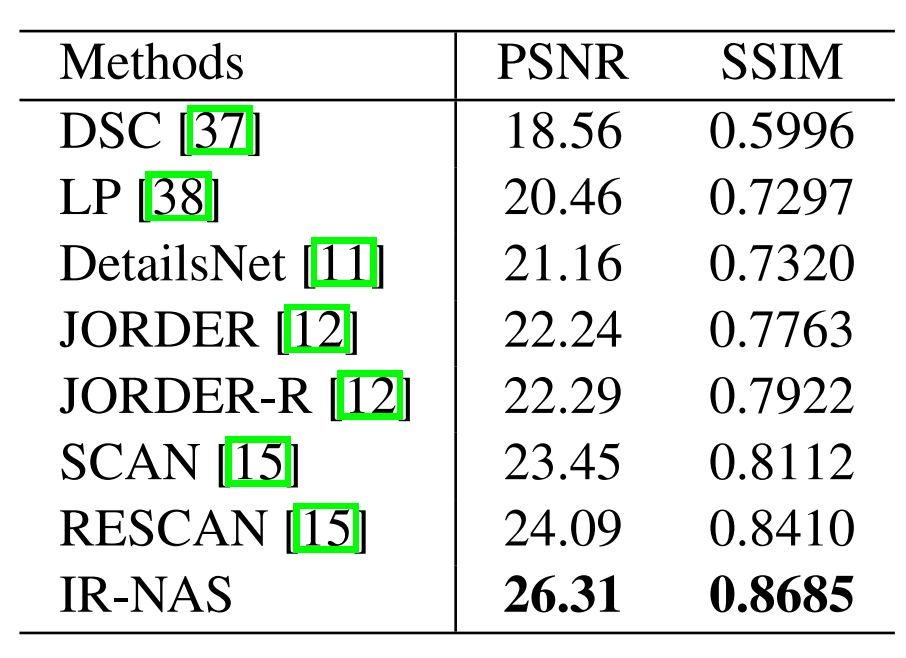 Methods PSNR SSIM
DSC [37] 18.56 0.5996
LP [38] 20.46 0.7297
DetailsNet [11] 21.16 0.7320
JORDER [12] 22.24 0.7763
JORDER-R [12] 22.29 0.7922
SCAN [15] 23.45 0.8112
RESCAN [15] 24.09 0.8410
IR-NAS 26.31 0.8685